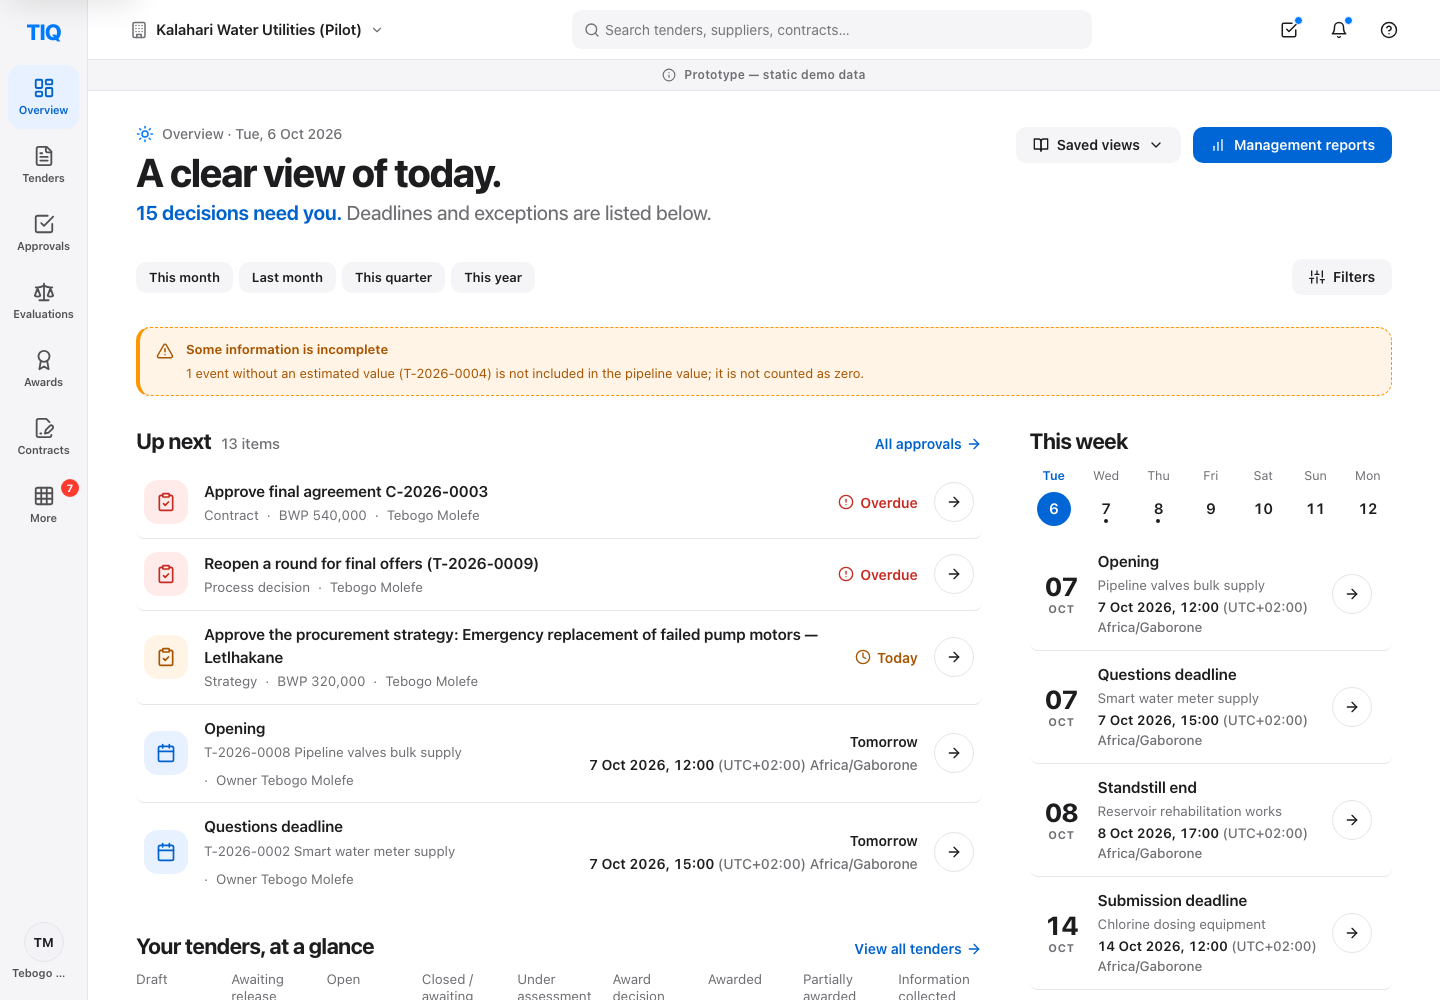 TIQ
Kalahari Water Utilities (Pilot)
Search tenders, suppliers, contracts...
Prototype — static demo data
Overview
Tenders
Approvals
Evaluations
Awards
Contracts
7
More
TM
Tebogo ...
Overview · Tue, 6 Oct 2026
A clear view of today.
15 decisions need you. Deadlines and exceptions are listed below.
Saved views
Management reports
This month
Last month
This quarter
This year
Filters
Some information is incomplete
1 event without an estimated value (T-2026-0004) is not included in the pipeline value; it is not counted as zero.
Up next 13 items
All approvals
Approve final agreement C-2026-0003
Contract · BWP 540,000 · Tebogo Molefe
Overdue
Reopen a round for final offers (T-2026-0009)
Process decision · Tebogo Molefe
Overdue
Approve the procurement strategy: Emergency replacement of failed pump motors —
Letlhakane
Strategy · BWP 320,000 · Tebogo Molefe
Today
Opening
T-2026-0008 Pipeline valves bulk supply
· Owner Tebogo Molefe
Tomorrow
7 Oct 2026, 12:00 (UTC+02:00) Africa/Gaborone
Questions deadline
T-2026-0002 Smart water meter supply
· Owner Tebogo Molefe
Tomorrow
7 Oct 2026, 15:00 (UTC+02:00) Africa/Gaborone
Your tenders, at a glance
View all tenders
Draft
Awaiting
release
Open
Closed /
awaiting
Under
assessment
Award
decision
Awarded
Partially
awarded
Information
collected
This week
Tue Wed Thu Fri Sat Sun Mon
6 7 8 9 10 11 12
07
OCT
Opening
Pipeline valves bulk supply
7 Oct 2026, 12:00 (UTC+02:00)
Africa/Gaborone
07
OCT
Questions deadline
Smart water meter supply
7 Oct 2026, 15:00 (UTC+02:00)
Africa/Gaborone
08
OCT
Standstill end
Reservoir rehabilitation works
8 Oct 2026, 17:00 (UTC+02:00)
Africa/Gaborone
14
OCT
Submission deadline
Chlorine dosing equipment
14 Oct 2026, 12:00 (UTC+02:00)
Africa/Gaborone